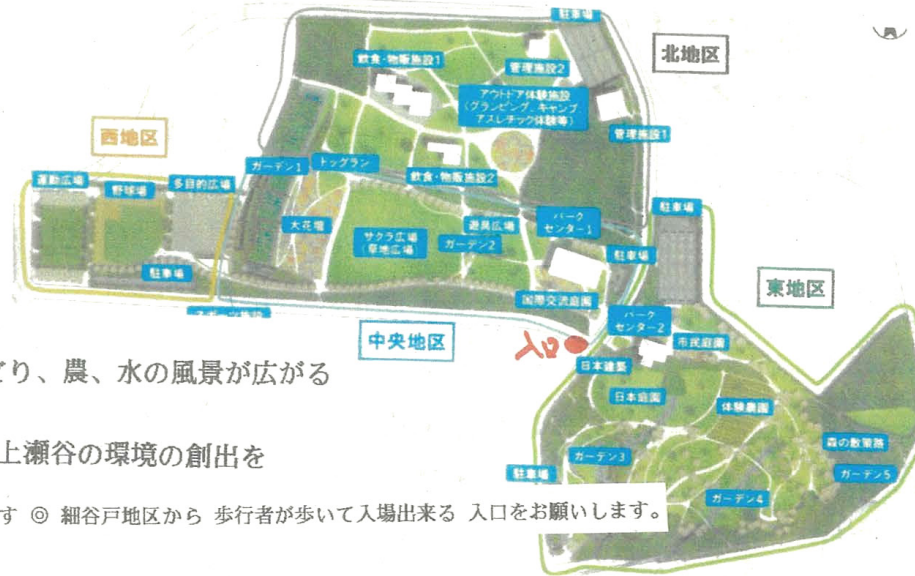 駐車場
北地区
飲食・物販施設1
管理施設2
アウトドア体験施設
(グランピング、キャンプ、
アスレチック体験等)
管理施設1
西地区
運動広場
野球場
多目的広場
ガーデン1
ドッグラン
飲食・物販施設2
大花壇
サクラ広場
(草地広場)
遊具広場
ガーデン2
パーク
センター1
駐車場
駐車場
駐車場
国際交流庭園
東地区
中央地区
パーク
センター2
市民庭園
日本建築
日本庭園
体験農園
森の散策路
ガーデン3
ガーデン5
駐車場
ガーデン4
り、農、水の風景が広がる
上瀬谷の環境の創出を
す ◎ 細谷戸地区から 歩行者が歩いて入場出来る 入口をお願いします。